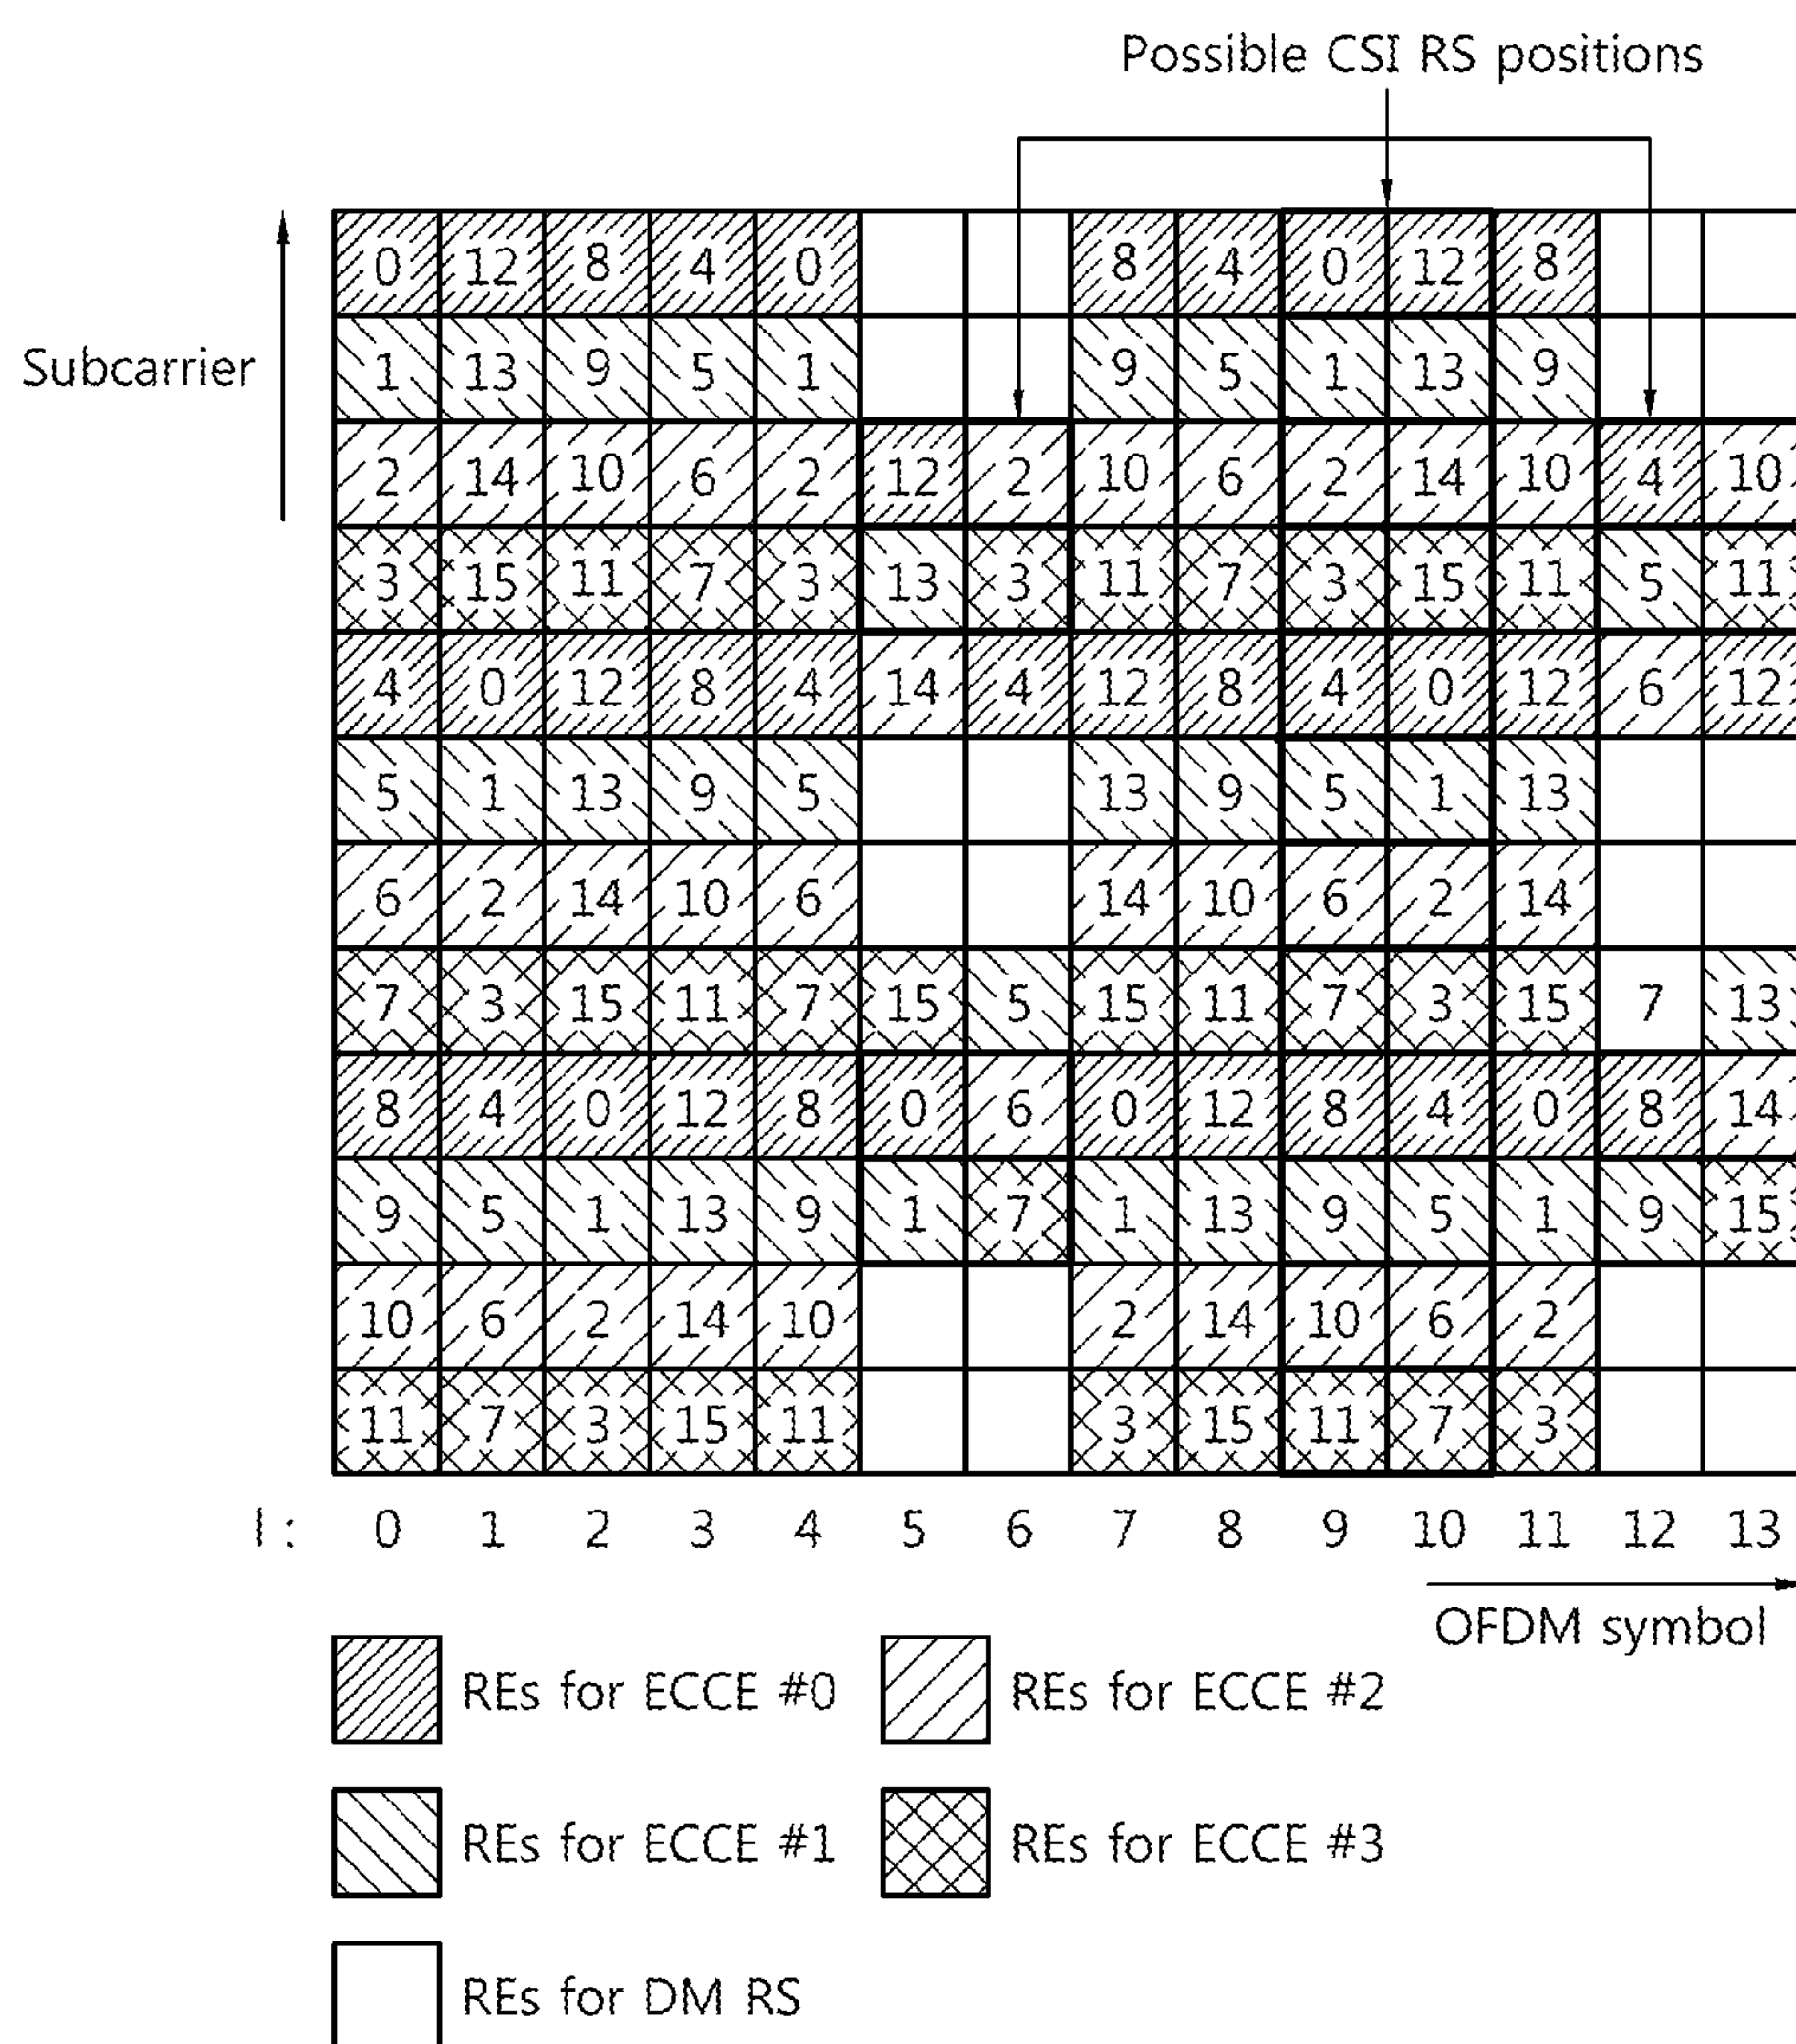 Possible CSI RS positions
0 12 8 4 0 8 4 0 12 8
Subcarrier 1 13 9 5 1 9 5 1 13 9
2 14 10 6 2 12 2 10 6 2 14 10 4 10
3 15 11 7 3 13 3 11 7 3 15 11 5 11
4 0 12 8 4 14 4 12 8 4 0 12 6 12
5 1 13 9 5 13 9 5 1 13
6 2 14 10 6 14 10 6 2 14
7 3 15 11 7 15 5 15 11 7 3 15 7 13
8 4 0 12 8 0 6 0 12 8 4 0 8 14
9 5 1 13 9 1 7 1 13 9 5 1 9 15
10 6 2 14 10 2 14 10 6 2
11 7 3 15 11 3 15 11 7 3
l : 0 1 2 3 4 5 6 7 8 9 10 11 12 13
OFDM symbol
REs for ECCE #0 REs for ECCE #2
REs for ECCE #1 REs for ECCE #3
REs for DM RS